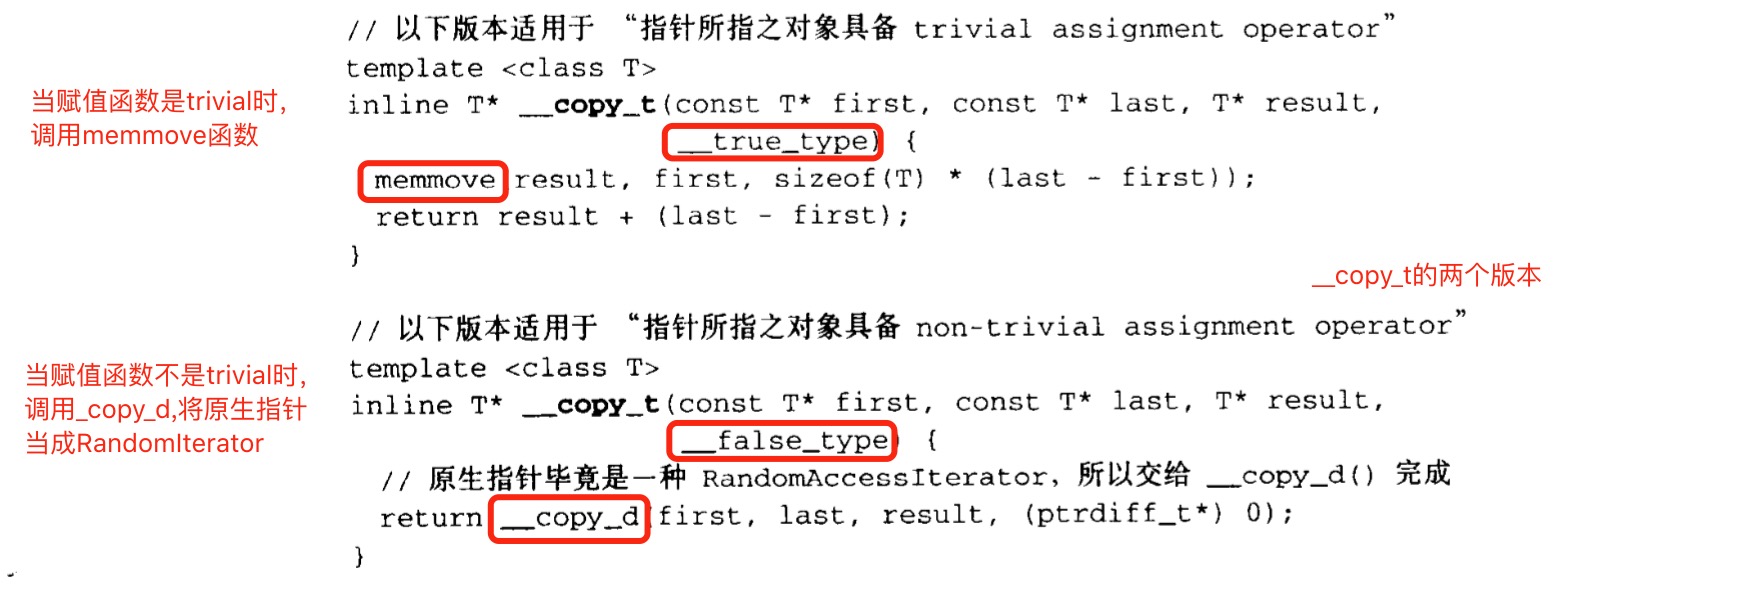 // 以下版本适用于 “指针所指之对象具备 trivial assignment operator”
template <class T>
inline T* __copy_t(const T* first, const T* last, T* result,
__true_type) {
memmove result, first, sizeof(T) * (last - first));
return result + (last - first);
}
当赋值函数是trivial时,
调用memmove函数
__copy_t的两个版本
// 以下版本适用于 “指针所指之对象具备 non-trivial assignment operator”
template <class T>
inline T* __copy_t(const T* first, const T* last, T* result,
__false_type) {
// 原生指针毕竟是一种 RandomAccessIterator, 所以交给 __copy_d() 完成
return __copy_d(first, last, result, (ptrdiff_t*) 0);
}
当赋值函数不是trivial时,
调用_copy_d,将原生指针
当成RandomIterator